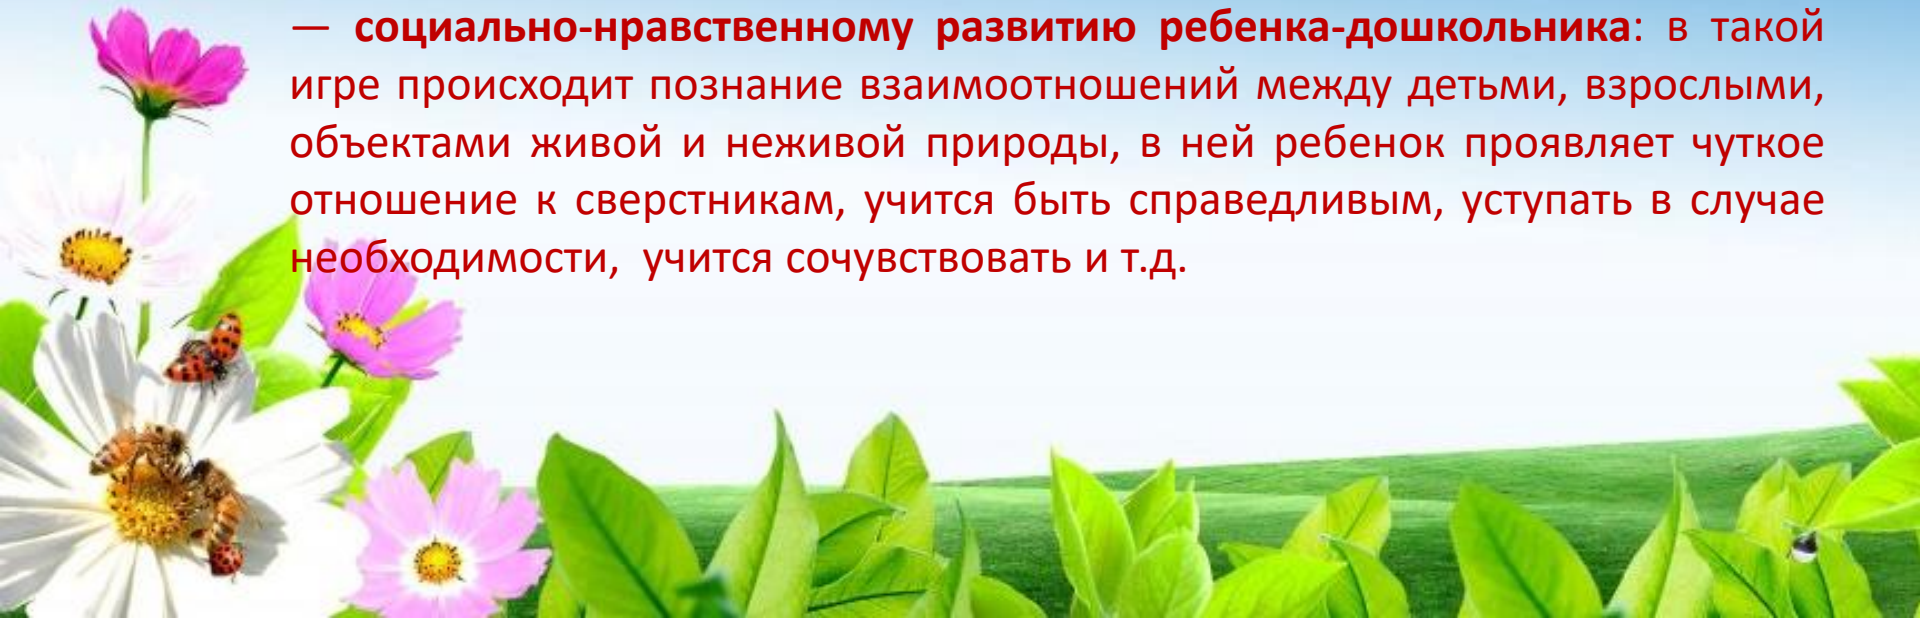 — социально-нравственному развитию ребенка-дошкольника: в такой
игре происходит познание взаимоотношений между детьми, взрослыми,
объектами живой и неживой природы, в ней ребенок проявляет чуткое
отношение к сверстникам, учится быть справедливым, уступать в случае
необходимости, учится сочувствовать и т.д.